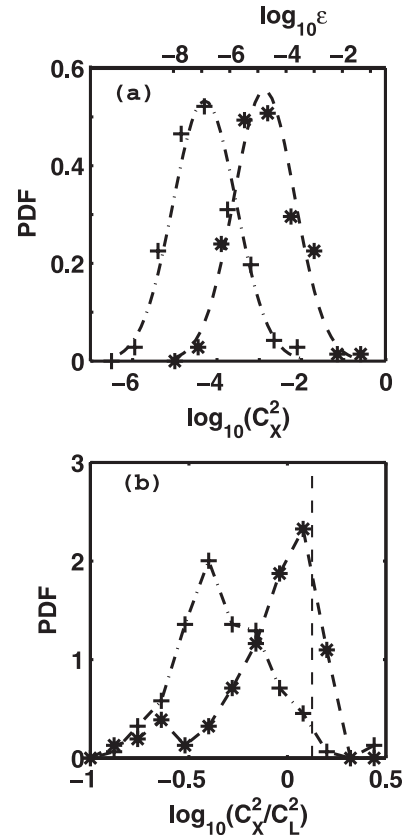 log₁₀ε
−8 −6 −4 −2
0.6
(a)
0.4
PDF
0.2
0
−6 −4 −2 0
log₁₀(C²_X)
3
(b)
2
PDF
1
0
−1 −0.5 0 0.5
log₁₀(C²_X/C²_L)